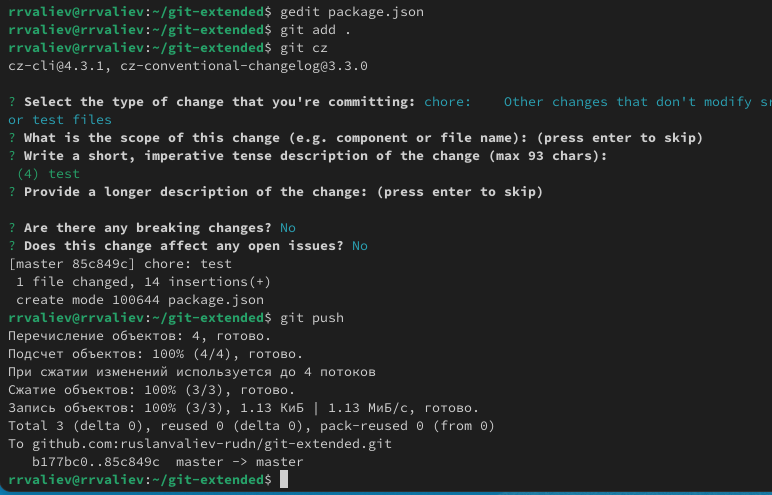 rrvaliev@rrvaliev:~/git-extended$ gedit package.json
rrvaliev@rrvaliev:~/git-extended$ git add .
rrvaliev@rrvaliev:~/git-extended$ git cz
cz-cli@4.3.1, cz-conventional-changelog@3.3.0
? Select the type of change that you're committing: chore:    Other changes that don't modify sr
or test files
? What is the scope of this change (e.g. component or file name): (press enter to skip)
? Write a short, imperative tense description of the change (max 93 chars):
 (4) test
? Provide a longer description of the change: (press enter to skip)
? Are there any breaking changes? No
? Does this change affect any open issues? No
[master 85c849c] chore: test
 1 file changed, 14 insertions(+)
 create mode 100644 package.json
rrvaliev@rrvaliev:~/git-extended$ git push
Перечисление объектов: 4, готово.
Подсчет объектов: 100% (4/4), готово.
При сжатии изменений используется до 4 потоков
Сжатие объектов: 100% (3/3), готово.
Запись объектов: 100% (3/3), 1.13 КиБ | 1.13 МиБ/с, готово.
Total 3 (delta 0), reused 0 (delta 0), pack-reused 0 (from 0)
To github.com:ruslanvaliev-rudn/git-extended.git
   b177bc0..85c849c  master -> master
rrvaliev@rrvaliev:~/git-extended$